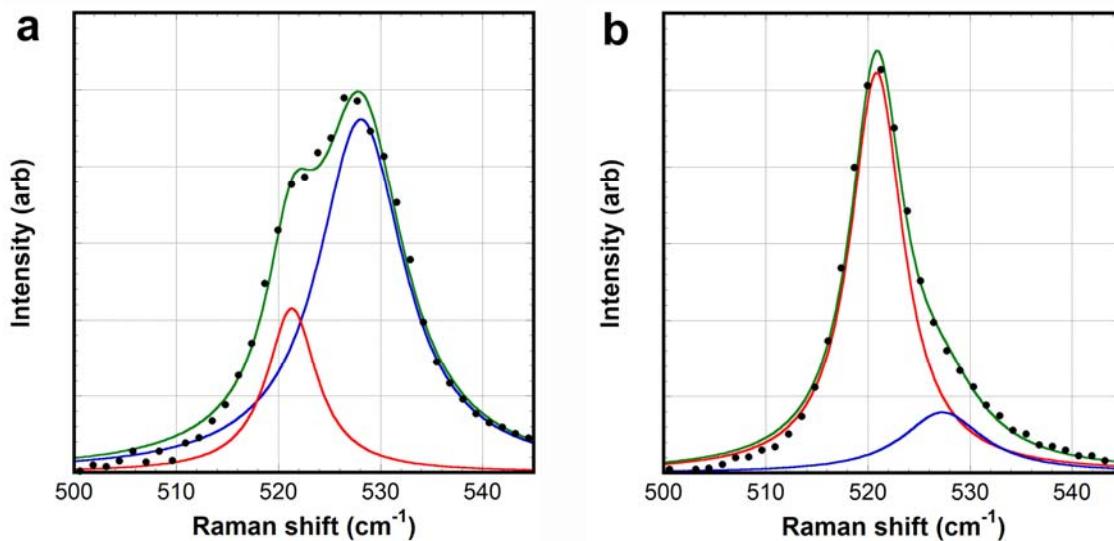 a
Intensity (arb)
500 510 520 530 540
Raman shift (cm⁻¹)
b
Intensity (arb)
500 510 520 530 540
Raman shift (cm⁻¹)